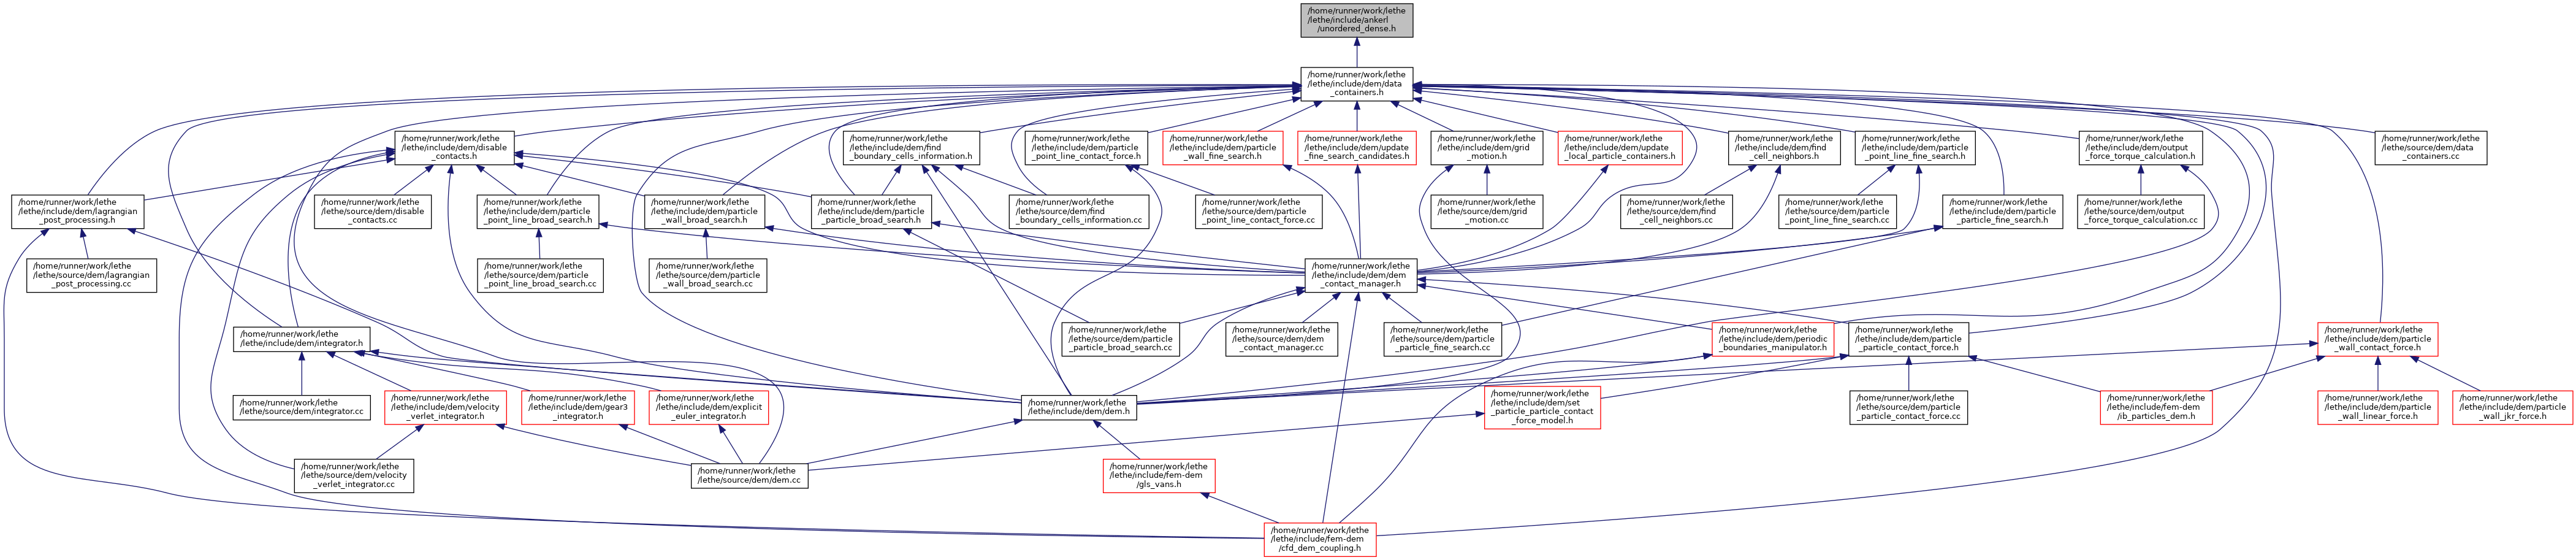 /home/runner/work/lethe
/lethe/include/ankerl
/unordered_dense.h
/home/runner/work/lethe
/lethe/include/dem/data
_containers.h
/home/runner/work/lethe
/lethe/include/dem/disable
_contacts.h
/home/runner/work/lethe
/lethe/include/dem/find
_boundary_cells_information.h
/home/runner/work/lethe
/lethe/include/dem/particle
_point_line_contact_force.h
/home/runner/work/lethe
/lethe/include/dem/particle
_wall_fine_search.h
/home/runner/work/lethe
/lethe/include/dem/update
_fine_search_candidates.h
/home/runner/work/lethe
/lethe/include/dem/grid
_motion.h
/home/runner/work/lethe
/lethe/include/dem/update
_local_particle_containers.h
/home/runner/work/lethe
/lethe/include/dem/find
_cell_neighbors.h
/home/runner/work/lethe
/lethe/include/dem/particle
_point_line_fine_search.h
/home/runner/work/lethe
/lethe/include/dem/output
_force_torque_calculation.h
/home/runner/work/lethe
/lethe/source/dem/data
_containers.cc
/home/runner/work/lethe
/lethe/include/dem/lagrangian
_post_processing.h
/home/runner/work/lethe
/lethe/source/dem/disable
_contacts.cc
/home/runner/work/lethe
/lethe/include/dem/particle
_point_line_broad_search.h
/home/runner/work/lethe
/lethe/include/dem/particle
_wall_broad_search.h
/home/runner/work/lethe
/lethe/include/dem/particle
_particle_broad_search.h
/home/runner/work/lethe
/lethe/source/dem/find
_boundary_cells_information.cc
/home/runner/work/lethe
/lethe/source/dem/particle
_point_line_contact_force.cc
/home/runner/work/lethe
/lethe/source/dem/grid
_motion.cc
/home/runner/work/lethe
/lethe/source/dem/find
_cell_neighbors.cc
/home/runner/work/lethe
/lethe/source/dem/particle
_point_line_fine_search.cc
/home/runner/work/lethe
/lethe/include/dem/particle
_particle_fine_search.h
/home/runner/work/lethe
/lethe/source/dem/output
_force_torque_calculation.cc
/home/runner/work/lethe
/lethe/source/dem/lagrangian
_post_processing.cc
/home/runner/work/lethe
/lethe/source/dem/particle
_point_line_broad_search.cc
/home/runner/work/lethe
/lethe/source/dem/particle
_wall_broad_search.cc
/home/runner/work/lethe
/lethe/include/dem/dem
_contact_manager.h
/home/runner/work/lethe
/lethe/include/dem/integrator.h
/home/runner/work/lethe
/lethe/source/dem/particle
_particle_broad_search.cc
/home/runner/work/lethe
/lethe/source/dem/dem
_contact_manager.cc
/home/runner/work/lethe
/lethe/source/dem/particle
_particle_fine_search.cc
/home/runner/work/lethe
/lethe/include/dem/periodic
_boundaries_manipulator.h
/home/runner/work/lethe
/lethe/include/dem/particle
_particle_contact_force.h
/home/runner/work/lethe
/lethe/include/dem/particle
_wall_contact_force.h
/home/runner/work/lethe
/lethe/source/dem/integrator.cc
/home/runner/work/lethe
/lethe/include/dem/velocity
_verlet_integrator.h
/home/runner/work/lethe
/lethe/include/dem/gear3
_integrator.h
/home/runner/work/lethe
/lethe/include/dem/explicit
_euler_integrator.h
/home/runner/work/lethe
/lethe/include/dem/dem.h
/home/runner/work/lethe
/lethe/include/dem/set
_particle_particle_contact
_force_model.h
/home/runner/work/lethe
/lethe/source/dem/particle
_particle_contact_force.cc
/home/runner/work/lethe
/lethe/include/fem-dem
/ib_particles_dem.h
/home/runner/work/lethe
/lethe/include/dem/particle
_wall_linear_force.h
/home/runner/work/lethe
/lethe/include/dem/particle
_wall_jkr_force.h
/home/runner/work/lethe
/lethe/source/dem/velocity
_verlet_integrator.cc
/home/runner/work/lethe
/lethe/source/dem/dem.cc
/home/runner/work/lethe
/lethe/include/fem-dem
/gls_vans.h
/home/runner/work/lethe
/lethe/include/fem-dem
/cfd_dem_coupling.h